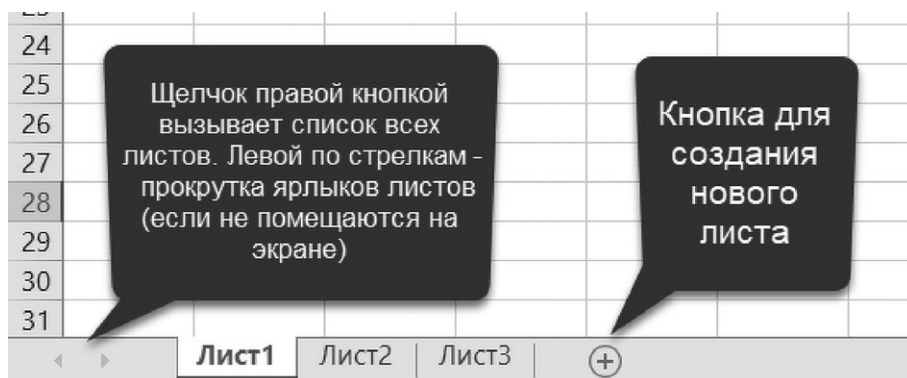 24
25
26
27
28
29
30
31
Щелчок правой кнопкой
вызывает список всех
листов. Левой по стрелкам -
прокрутка ярлыков листов
(если не помещаются на
экране)
Кнопка для
создания
нового
листа
Лист1 Лист2 Лист3